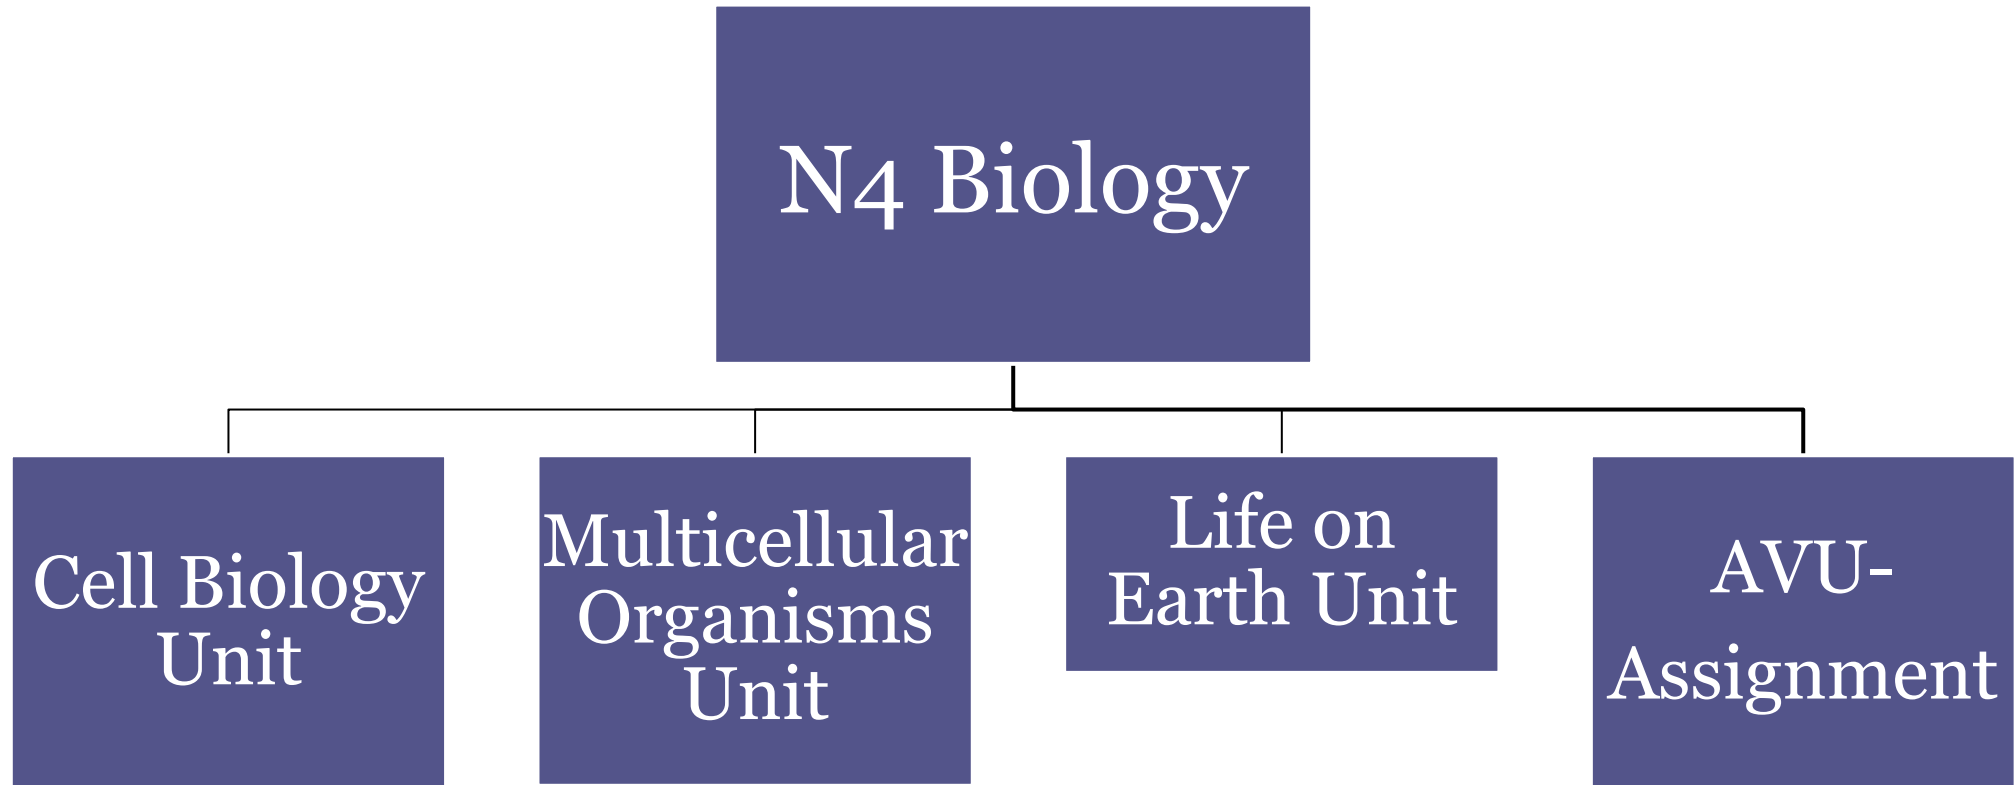 N4 Biology
Cell Biology
Unit
Multicellular
Organisms
Unit
Life on
Earth Unit
AVU-
Assignment